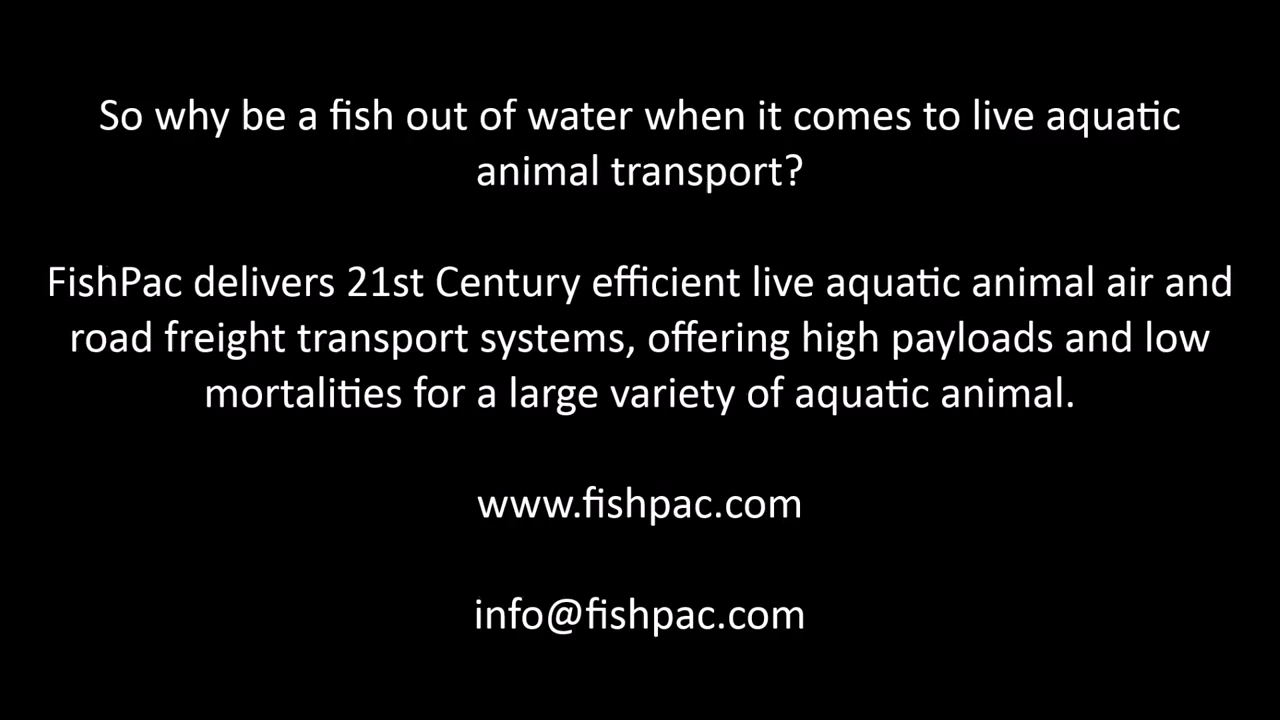 So why be a fish out of water when it comes to live aquatic
animal transport?
FishPac delivers 21st Century efficient live aquatic animal air and
road freight transport systems, offering high payloads and low
mortalities for a large variety of aquatic animal.
www.fishpac.com
info@fishpac.com